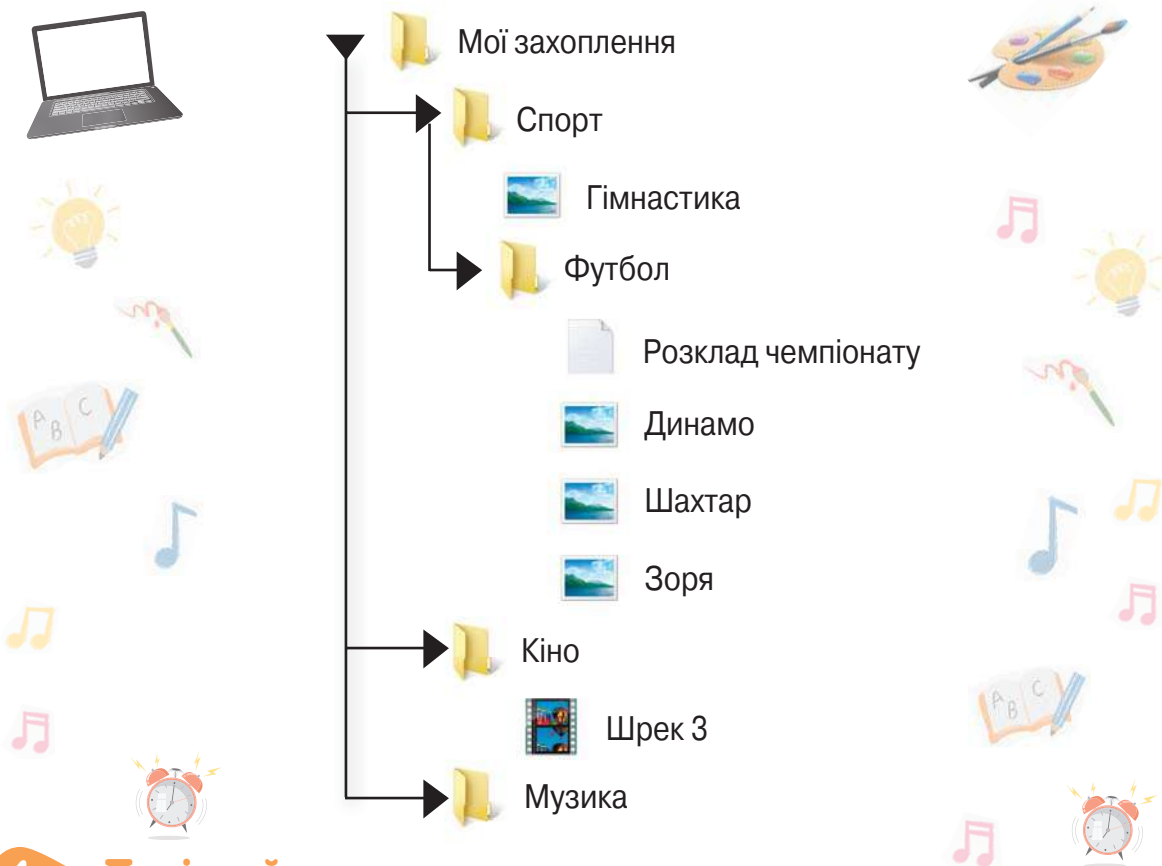 Мої захоплення
Спорт
Гімнастика
Футбол
Розклад чемпіонату
Динамо
Шахтар
Зоря
Кіно
Шрек 3
Музика
A B C
A B C